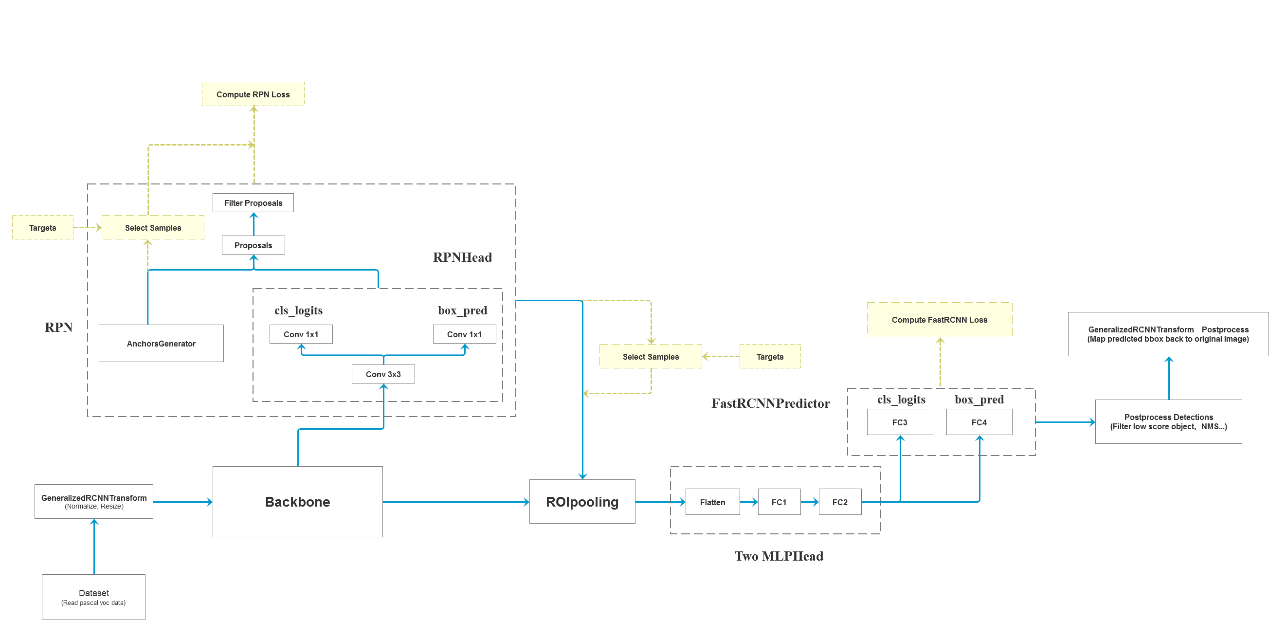 Compute RPN Loss
Filter Proposals
Targets
Select Samples
Proposals
RPNHead
RPN
AnchorsGenerator
cls_logits
box_pred
Conv 1x1
Conv 1x1
Conv 3x3
Select Samples
Targets
Compute FastRCNN Loss
GeneralizedRCNNTransform Postprocess
(Map predicted bbox back to original image)
FastRCNNPredictor
cls_logits
box_pred
FC3
FC4
Postprocess Detections
(Filter low score object, NMS...)
GeneralizedRCNNTransform
(Normalize, Resize)
Backbone
ROIpooling
Flatten
FC1
FC2
Two MLPHead
Dataset
(Read pascal voc data)